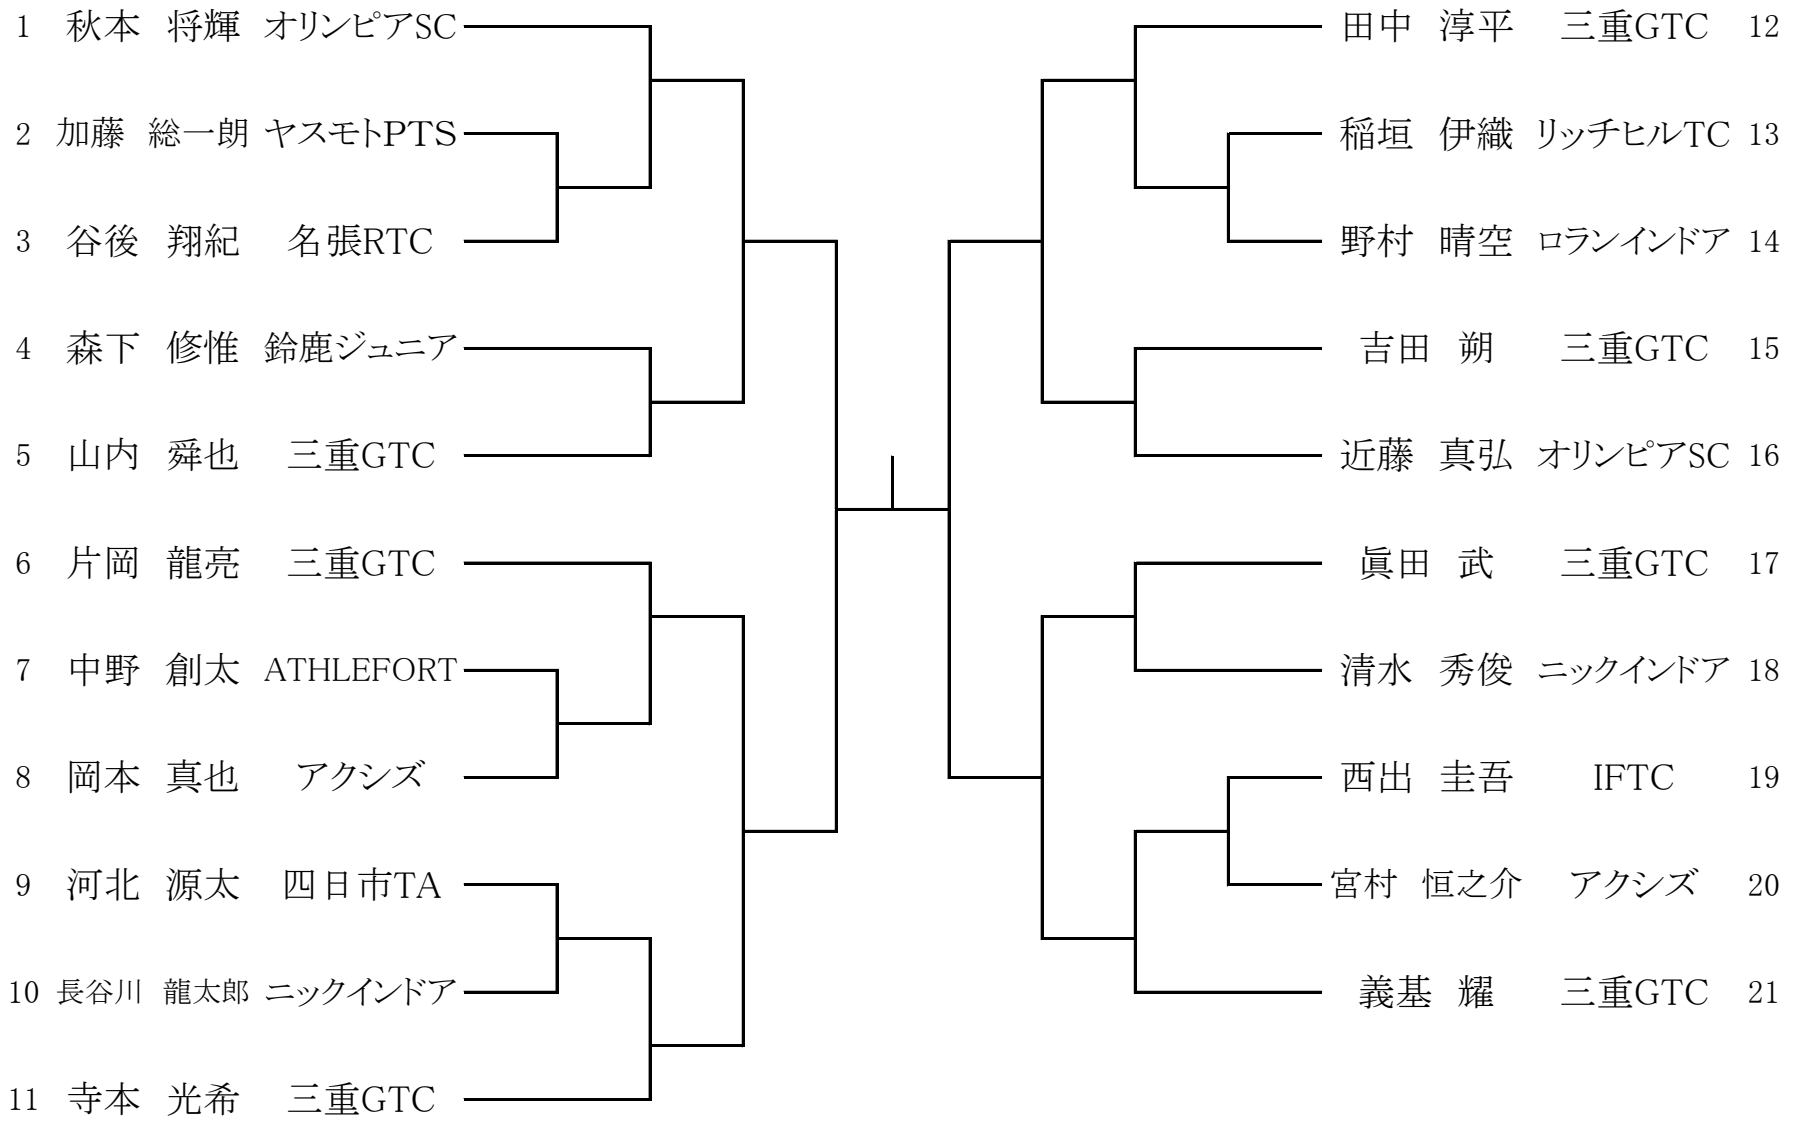 1 秋本 将輝 オリンピアSC
2 加藤 総一朗 ヤスモトPTS
3 谷後 翔紀 名張RTC
4 森下 修惟 鈴鹿ジュニア
5 山内 舜也 三重GTC
6 片岡 龍亮 三重GTC
7 中野 創太 ATHLEFORT
8 岡本 真也 アクシズ
9 河北 源太 四日市TA
10 長谷川 龍太郎 ニックインドア
11 寺本 光希 三重GTC
田中 淳平 三重GTC 12
稲垣 伊織 リッチヒルTC 13
野村 晴空 ロランインドア 14
吉田 朔 三重GTC 15
近藤 真弘 オリンピアSC 16
眞田 武 三重GTC 17
清水 秀俊 ニックインドア 18
西出 圭吾 IFTC 19
宮村 恒之介 アクシズ 20
義基 耀 三重GTC 21